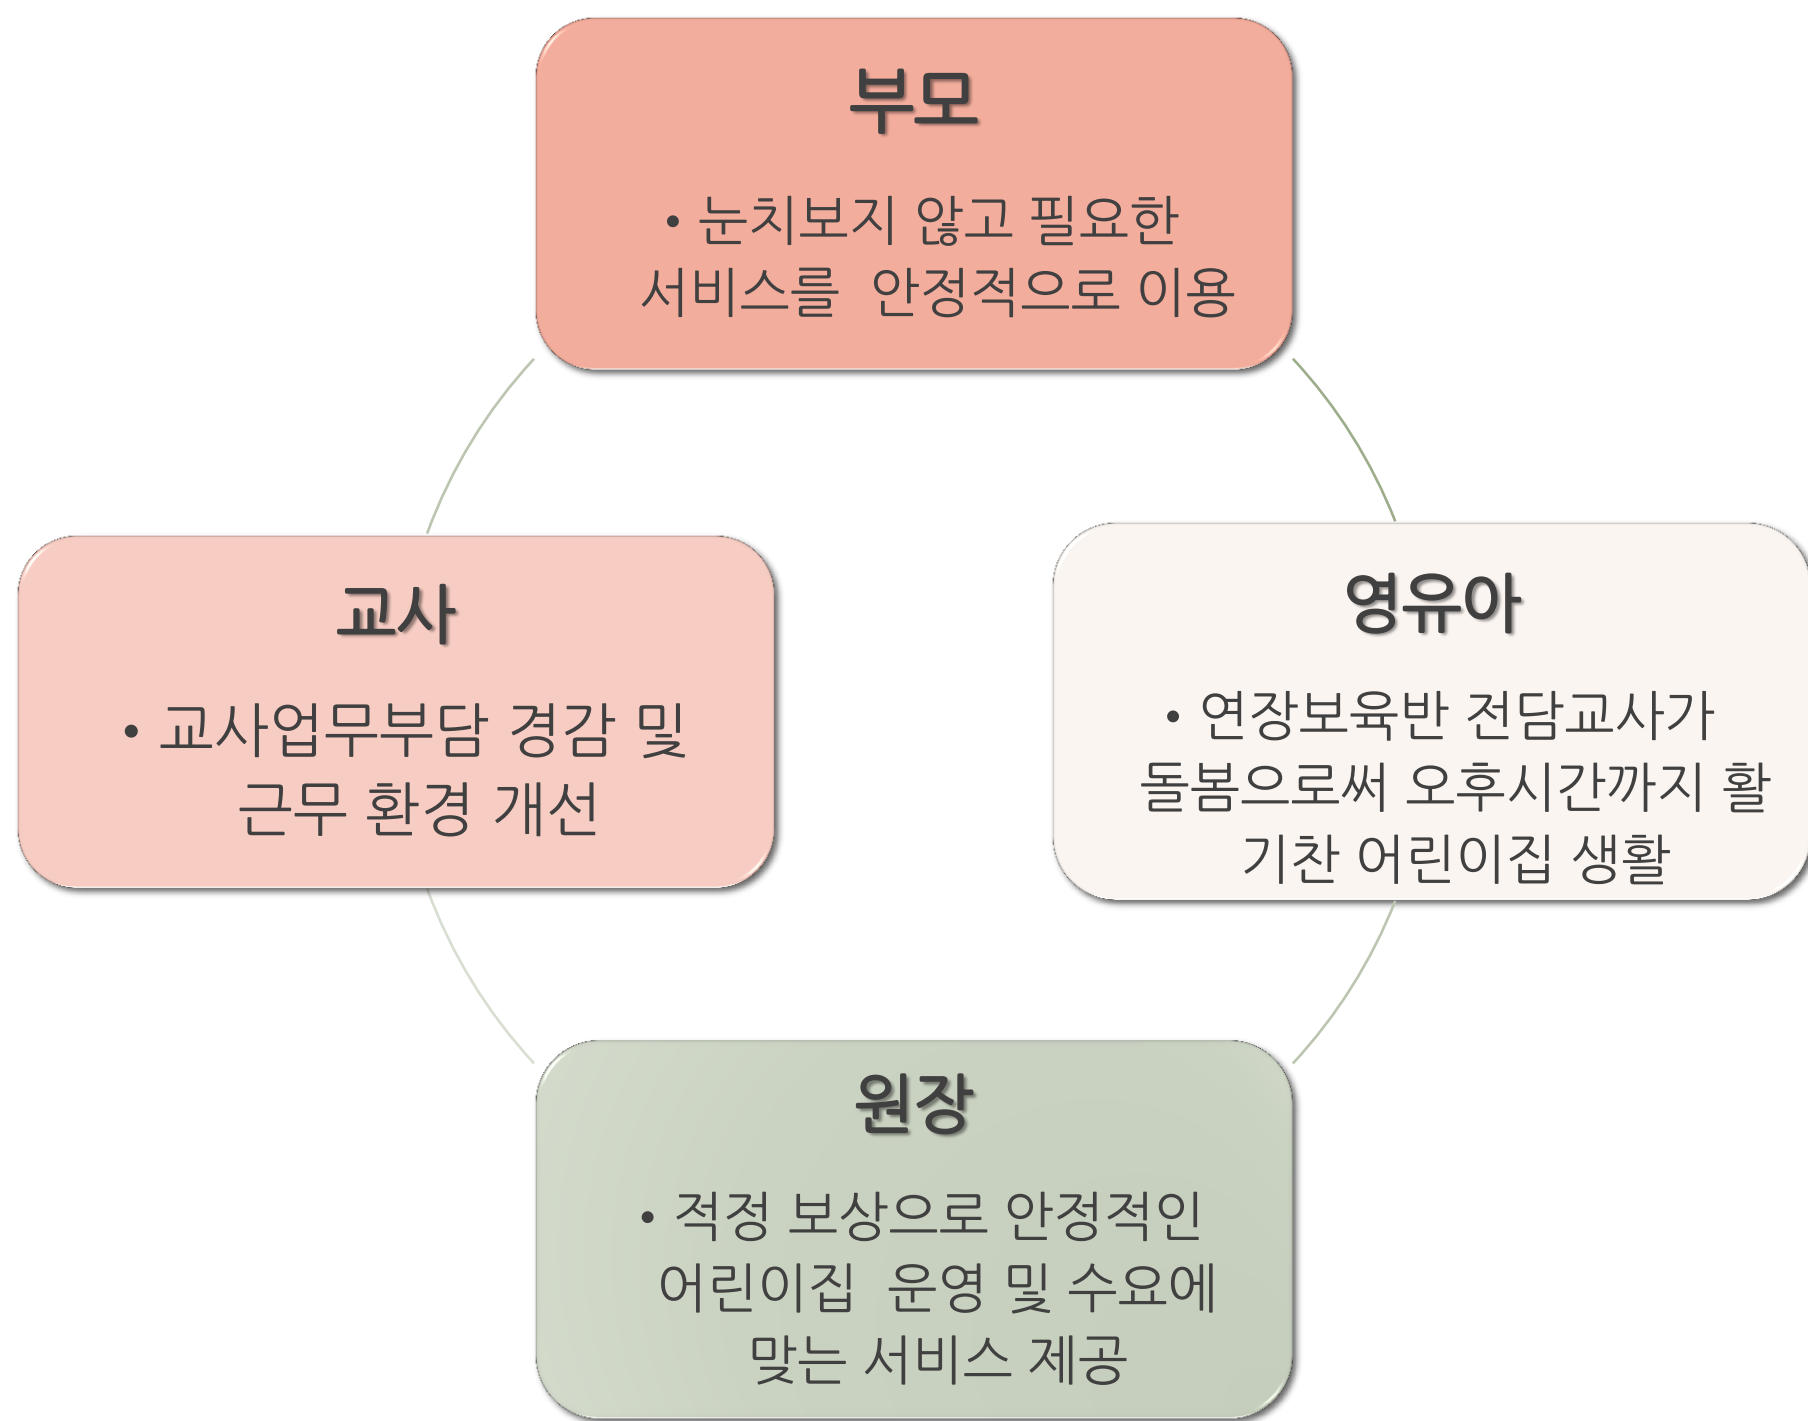 부모
• 눈치보지 않고 필요한
서비스를 안정적으로 이용
교사
• 교사업무부담 경감 및
근무 환경 개선
영유아
• 연장보육반 전담교사가
돌봄으로써 오후시간까지 활
기찬 어린이집 생활
원장
• 적정 보상으로 안정적인
어린이집 운영 및 수요에
맞는 서비스 제공